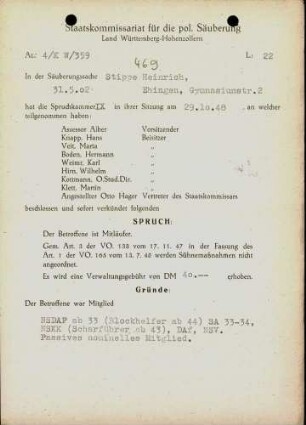 Staatskommissariat für die pol. Säuberung
Land Württemberg-Hohenzollern
Az: 4/E W/359 L: 22
469
In der Säuberungssache Stippe Heinrich,
31.5.02 Ebingen, Gymnasiumstr.2
hat die Spruchkammer IX in ihrer Sitzung am 29.10.48 , an welcher
teilgenommen haben:
Assessor Aiber Vorsitzender
Knapp, Hans Beisitzer
Veit, Maria "
Boden, Hermann "
Weiner, Karl "
Hirn, Wilhelm "
Kottmann, O.Stud.Dir. "
Klett, Martin "
Angestellter Otto Hager Vertreter des Staatskommissars
beschlossen und sofort verkündet folgenden
SPRUCH:
Der Betroffene ist Mitläufer.
Gem. Art. 5 der VO. 133 vom 17. 11. 47 in der Fassung des
Art. 1 der VO. 165 vom 13. 7. 48 werden Sühnemaßnahmen nicht
angeordnet.
Es wird eine Verwaltungsgebühr von DM 40.-- erhoben.
Gründe:
Der Betroffene war Mitglied
NSDAP ab 33 (Blockhelfer ab 44) SA 33-34,
NSKK (Scharführer ab 43), DAF, NSV.
Passives nominelles Mitglied.